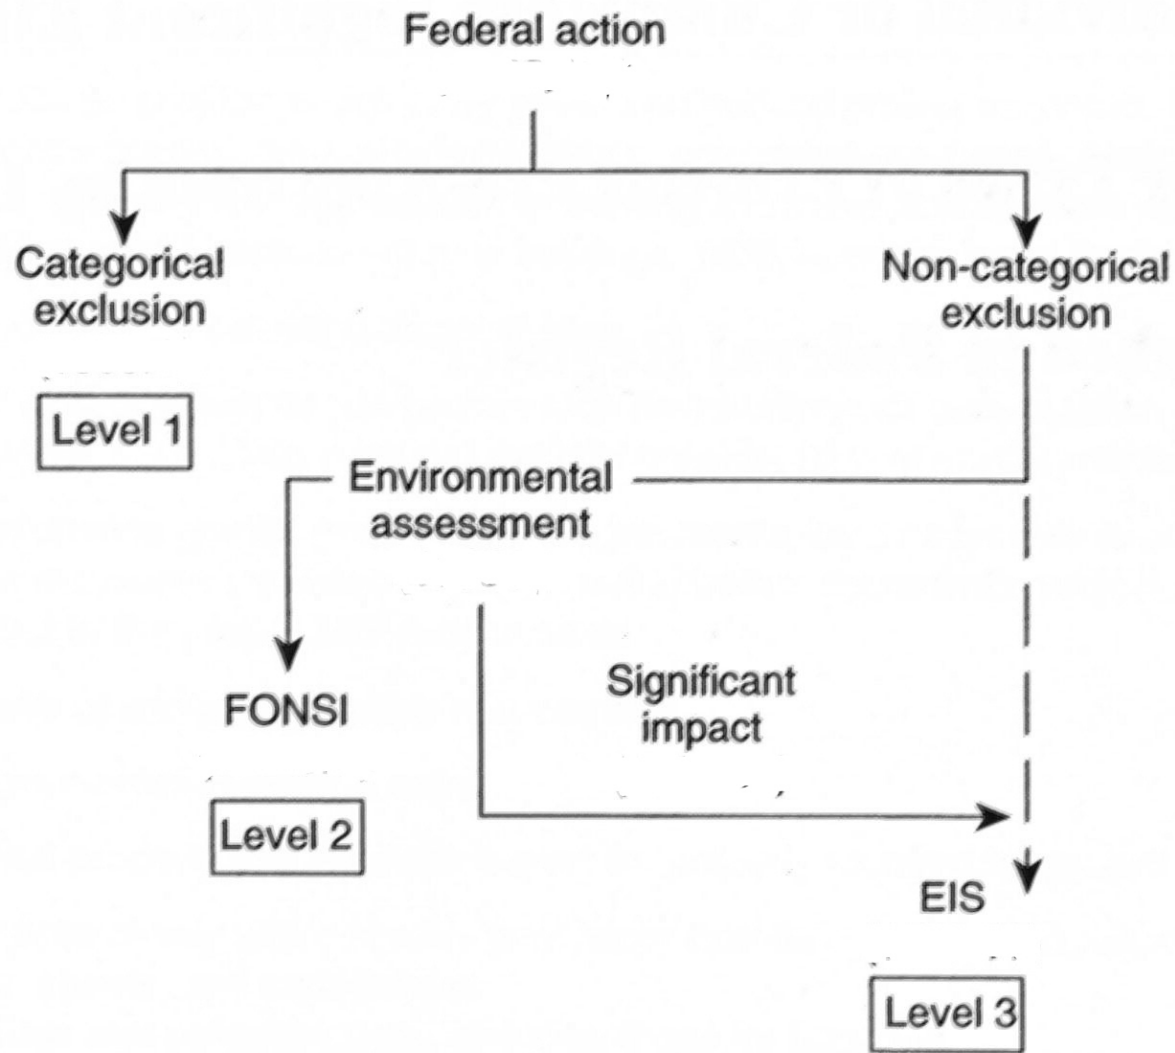 Federal action
Categorical
exclusion
Level 1
Non-categorical
exclusion
Environmental
assessment
FONSI
Level 2
Significant
impact
EIS
Level 3